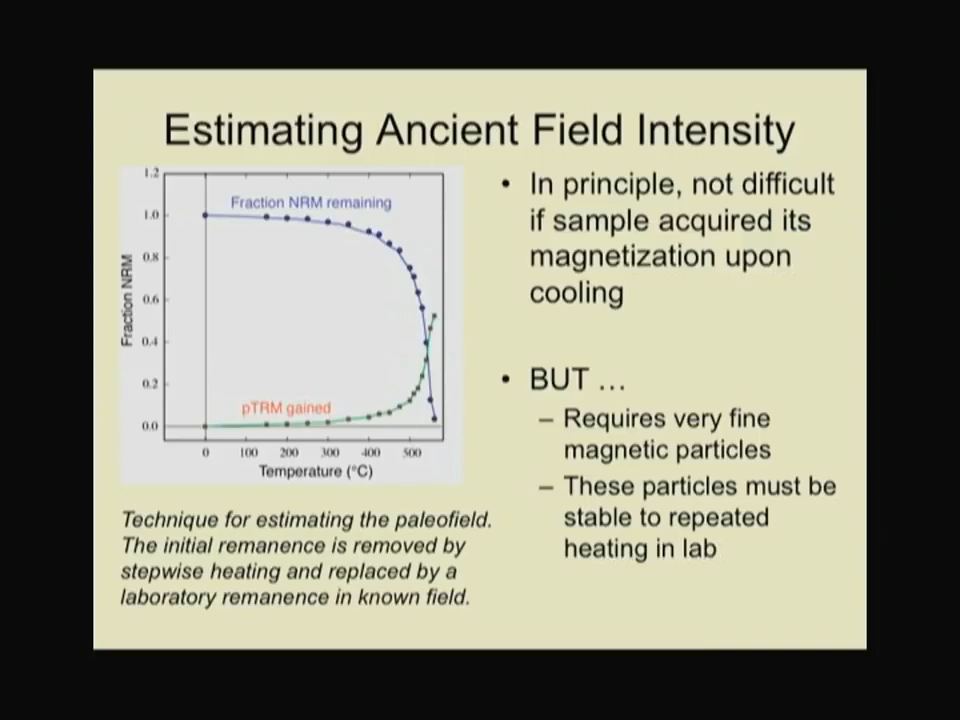 Estimating Ancient Field Intensity
1.2
1.0
0.8
0.6
0.4
0.2
0.0
Fraction NRM
Fraction NRM remaining
pTRM gained
0 100 200 300 400 500
Temperature (°C)
Technique for estimating the paleofield.
The initial remanence is removed by
stepwise heating and replaced by a
laboratory remanence in known field.
• In principle, not difficult
if sample acquired its
magnetization upon
cooling
• BUT …
– Requires very fine
magnetic particles
– These particles must be
stable to repeated
heating in lab